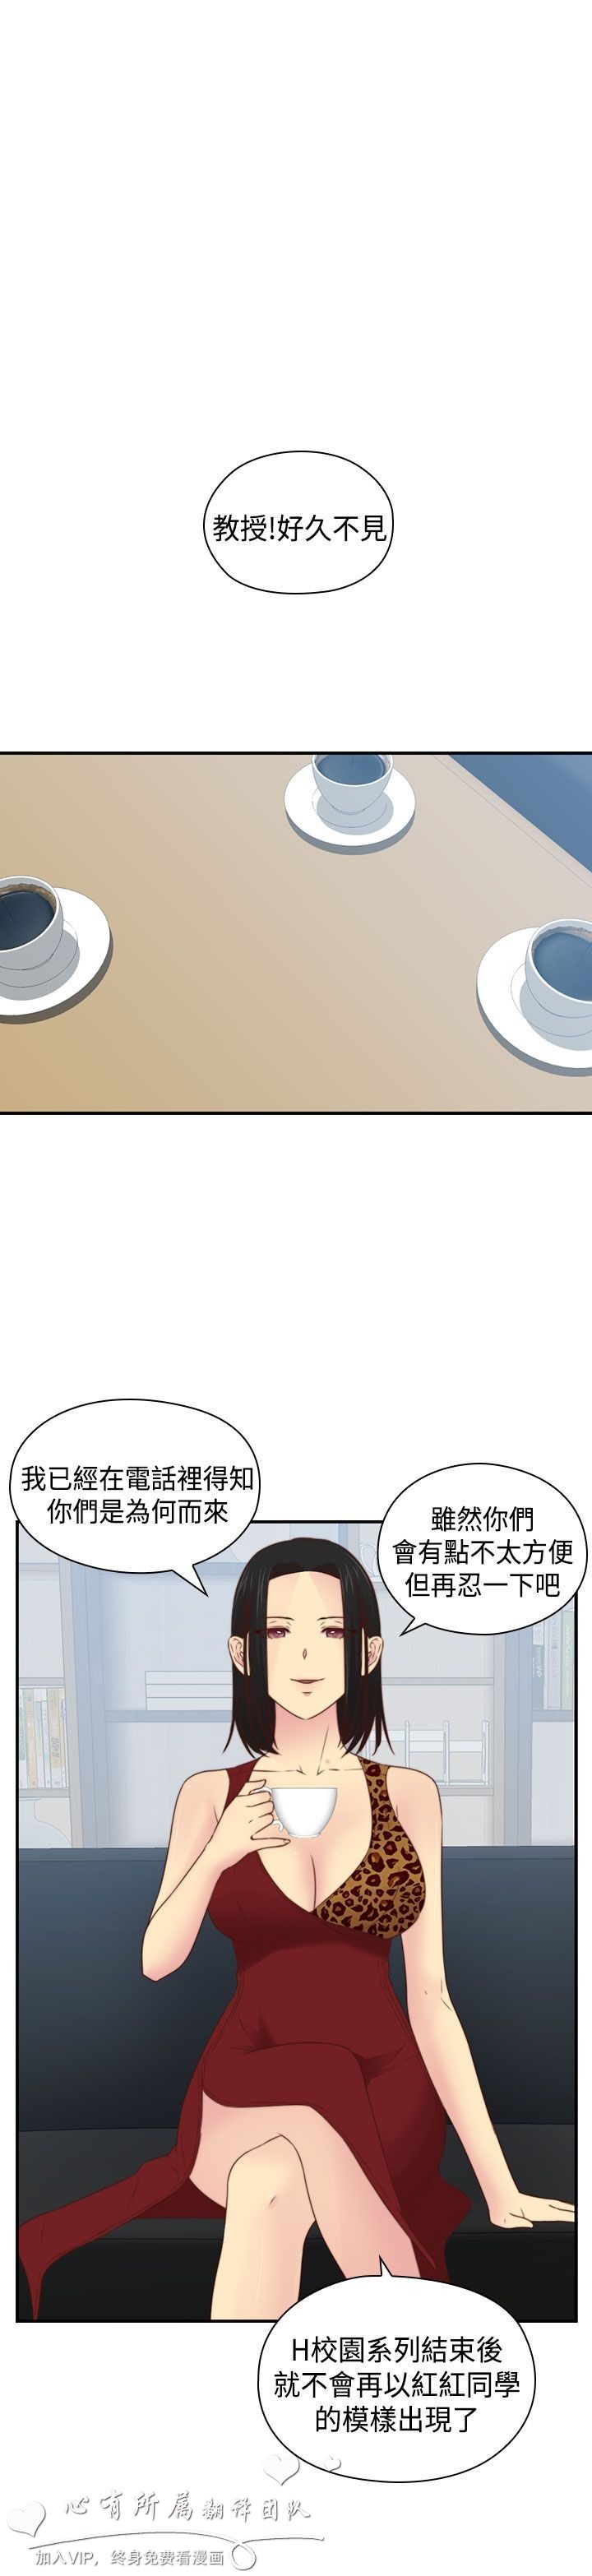 教授!好久不見
我已經在電話裡得知
你們是為何而來
雖然你們
會有點不太方便
但再忍一下吧
H校園系列結束後
就不會再以紅紅同學
的模樣出現了
心有所属翻译团队
加入VIP，终身免费看漫画